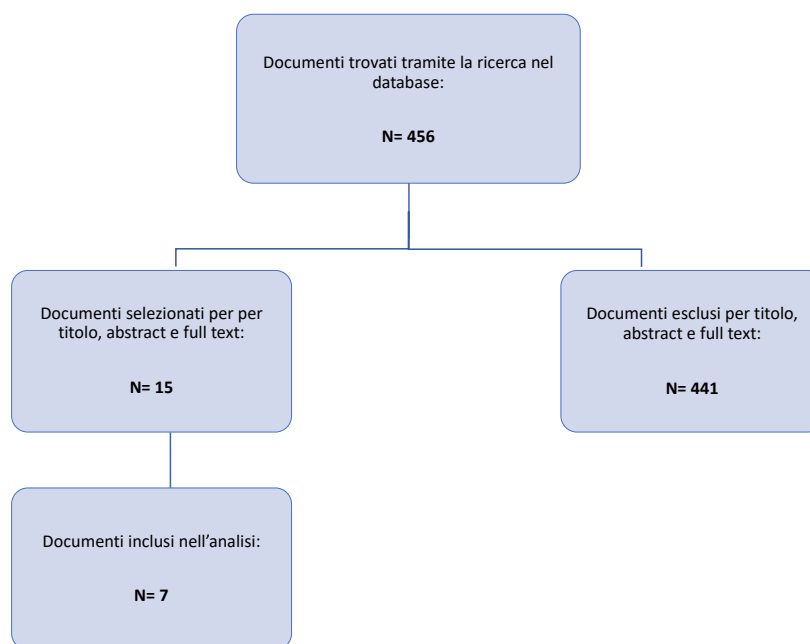 Documenti trovati tramite la ricerca nel
database:
N= 456
Documenti selezionati per per
titolo, abstract e full text:
N= 15
Documenti esclusi per titolo,
abstract e full text:
N= 441
Documenti inclusi nell’analisi:
N= 7